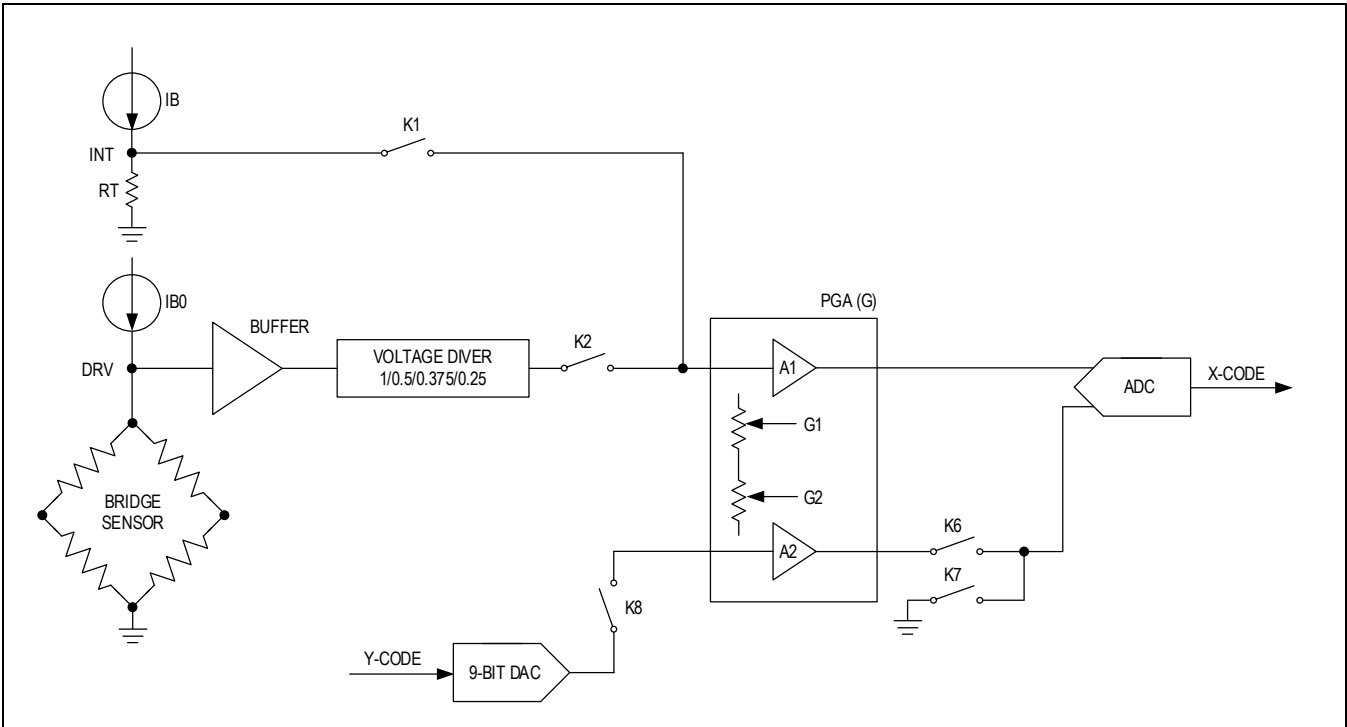 IB
K1
INT
RT
IB0
PGA (G)
BUFFER
K2
VOLTAGE DIVER
1/0.5/0.375/0.25
DRV
A1
ADC
X-CODE
G1
G2
BRIDGE
SENSOR
K6
A2
K7
K8
Y-CODE
9-BIT DAC